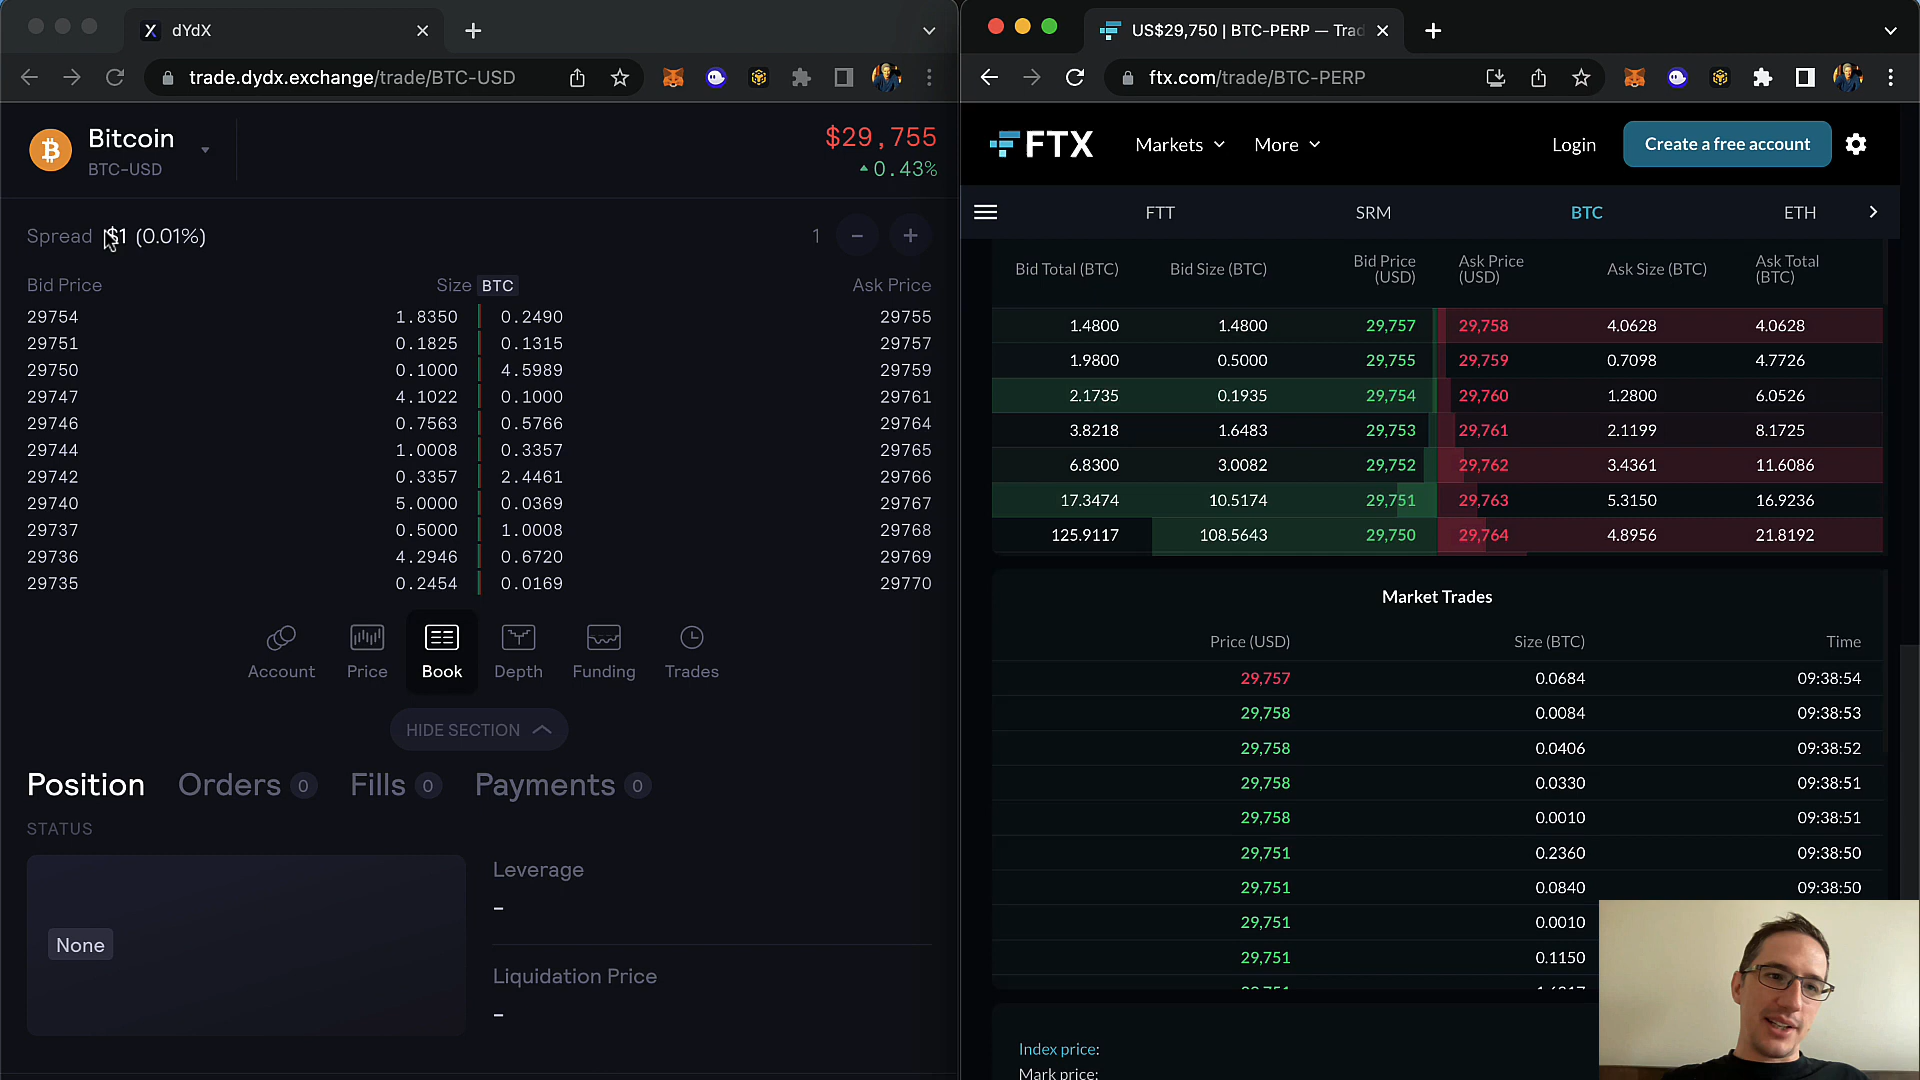 dYdX
trade.dydx.exchange/trade/BTC-USD
Bitcoin
BTC-USD
$29,755
0.43%
Spread $1 (0.01%)
1
Bid Price Size BTC Ask Price
29754 1.8350 0.2490 29755
29751 0.1825 0.1315 29757
29750 0.1000 4.5989 29759
29747 4.1022 0.1000 29761
29746 0.7563 0.5766 29764
29744 1.0008 0.3357 29765
29742 0.3357 2.4461 29766
29740 5.0000 0.0369 29767
29737 0.5000 1.0008 29768
29736 4.2946 0.6720 29769
29735 0.2454 0.0169 29770
Account Price Book Depth Funding Trades
HIDE SECTION
Position Orders 0 Fills 0 Payments 0
STATUS
None
Leverage
-
Liquidation Price
-
US$29,750 | BTC-PERP — Trad
ftx.com/trade/BTC-PERP
FTX Markets More Login Create a free account
FTT SRM BTC ETH
Bid Total (BTC) Bid Size (BTC) Bid Price (USD) Ask Price (USD) Ask Size (BTC) Ask Total (BTC)
1.4800 1.4800 29,757 29,758 4.0628 4.0628
1.9800 0.5000 29,755 29,759 0.7098 4.7726
2.1735 0.1935 29,754 29,760 1.2800 6.0526
3.8218 1.6483 29,753 29,761 2.1199 8.1725
6.8300 3.0082 29,752 29,762 3.4361 11.6086
17.3474 10.5174 29,751 29,763 5.3150 16.9236
125.9117 108.5643 29,750 29,764 4.8956 21.8192
Market Trades
Price (USD) Size (BTC) Time
29,757 0.0684 09:38:54
29,758 0.0084 09:38:53
29,758 0.0406 09:38:52
29,758 0.0330 09:38:51
29,758 0.0010 09:38:51
29,751 0.2360 09:38:50
29,751 0.0840 09:38:50
29,751 0.0010
29,751 0.1150
Index price:
Mark price: